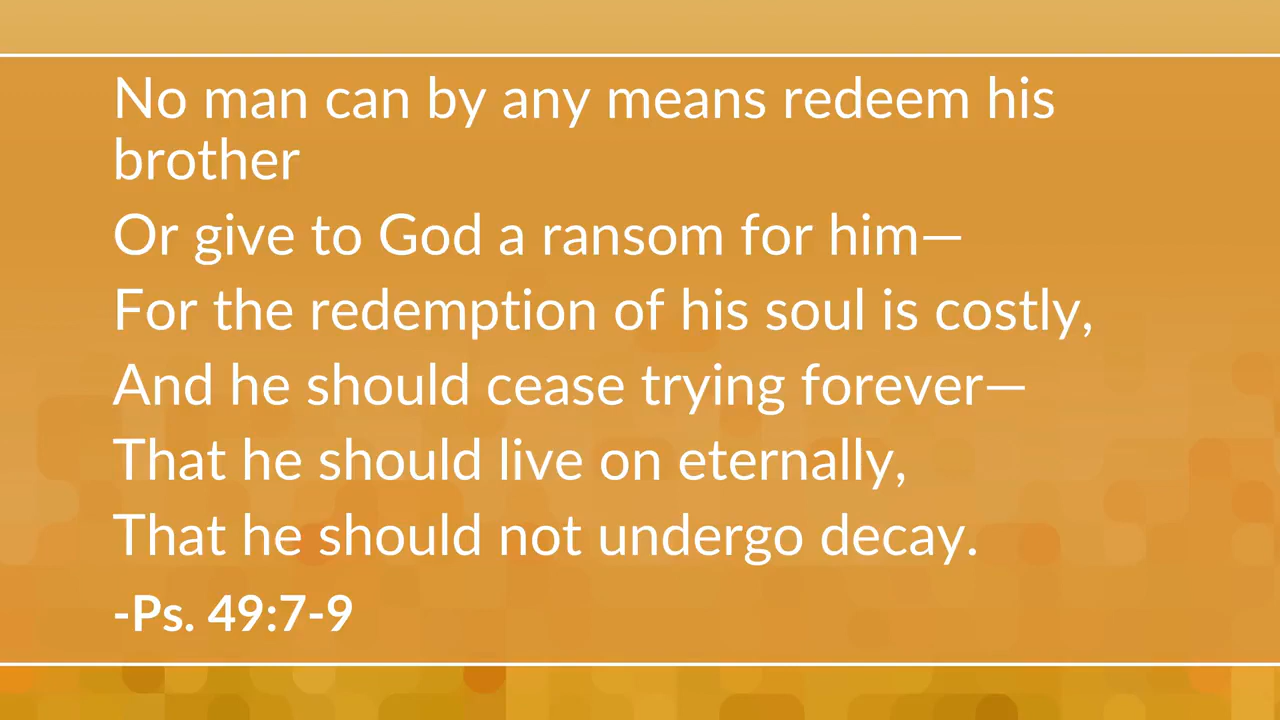 No man can by any means redeem his
brother
Or give to God a ransom for him—
For the redemption of his soul is costly,
And he should cease trying forever—
That he should live on eternally,
That he should not undergo decay.
-Ps. 49:7-9